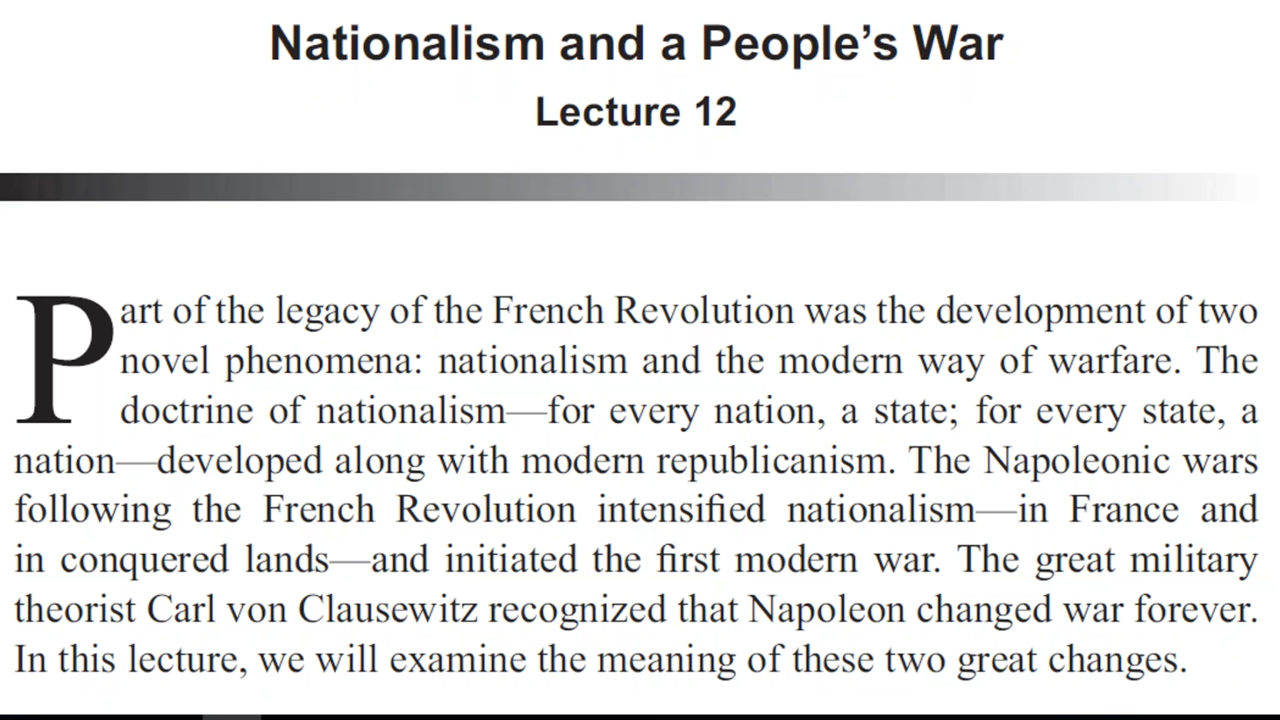 Nationalism and a People’s War
Lecture 12
Part of the legacy of the French Revolution was the development of two
novel phenomena: nationalism and the modern way of warfare. The
doctrine of nationalism—for every nation, a state; for every state, a
nation—developed along with modern republicanism. The Napoleonic wars
following the French Revolution intensified nationalism—in France and
in conquered lands—and initiated the first modern war. The great military
theorist Carl von Clausewitz recognized that Napoleon changed war forever.
In this lecture, we will examine the meaning of these two great changes.